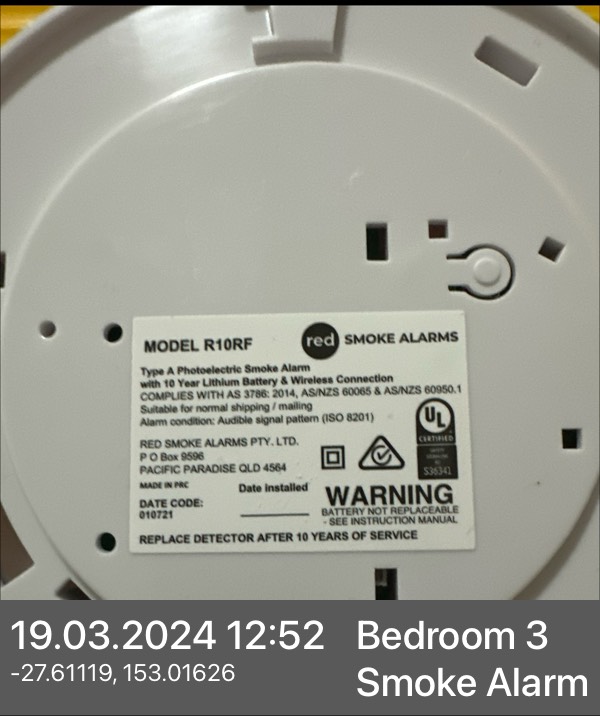 MODEL R10RF
red SMOKE ALARMS
Type A Photoelectric Smoke Alarm
with 10 Year Lithium Battery & Wireless Connection
COMPLIES WITH AS 3786: 2014, AS/NZS 60065 & AS/NZS 60950.1
Suitable for normal shipping / mailing
Alarm condition: Audible signal pattern (ISO 8201)
UL
CERTIFIED
S36341
RED SMOKE ALARMS PTY. LTD.
P O Box 9596
PACIFIC PARADISE QLD 4564
MADE IN PRC
DATE CODE:
010721
Date Installed
WARNING
BATTERY NOT REPLACEABLE
- SEE INSTRUCTION MANUAL
REPLACE DETECTOR AFTER 10 YEARS OF SERVICE
19.03.2024 12:52
-27.61119, 153.01626
Bedroom 3
Smoke Alarm